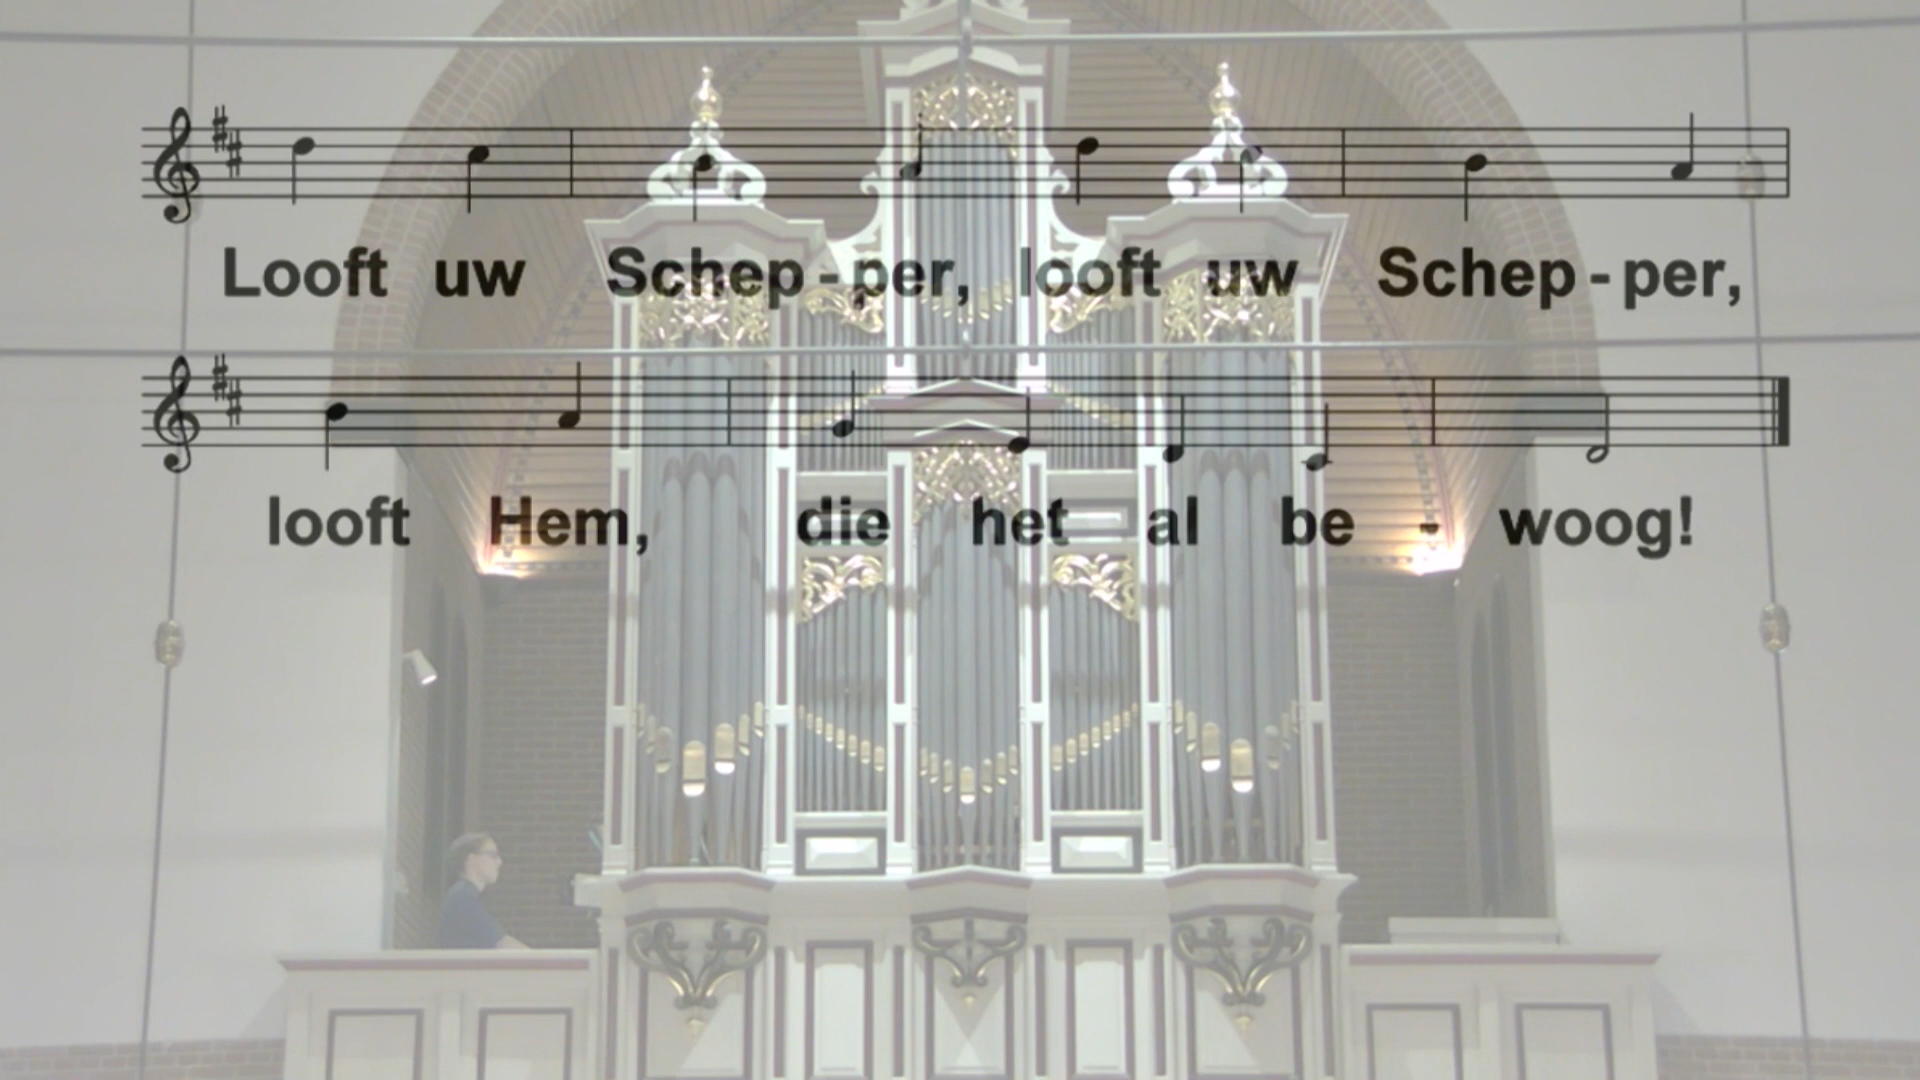 Looft uw Schep - per, looft uw Schep - per,
looft Hem, die het al be - woog!